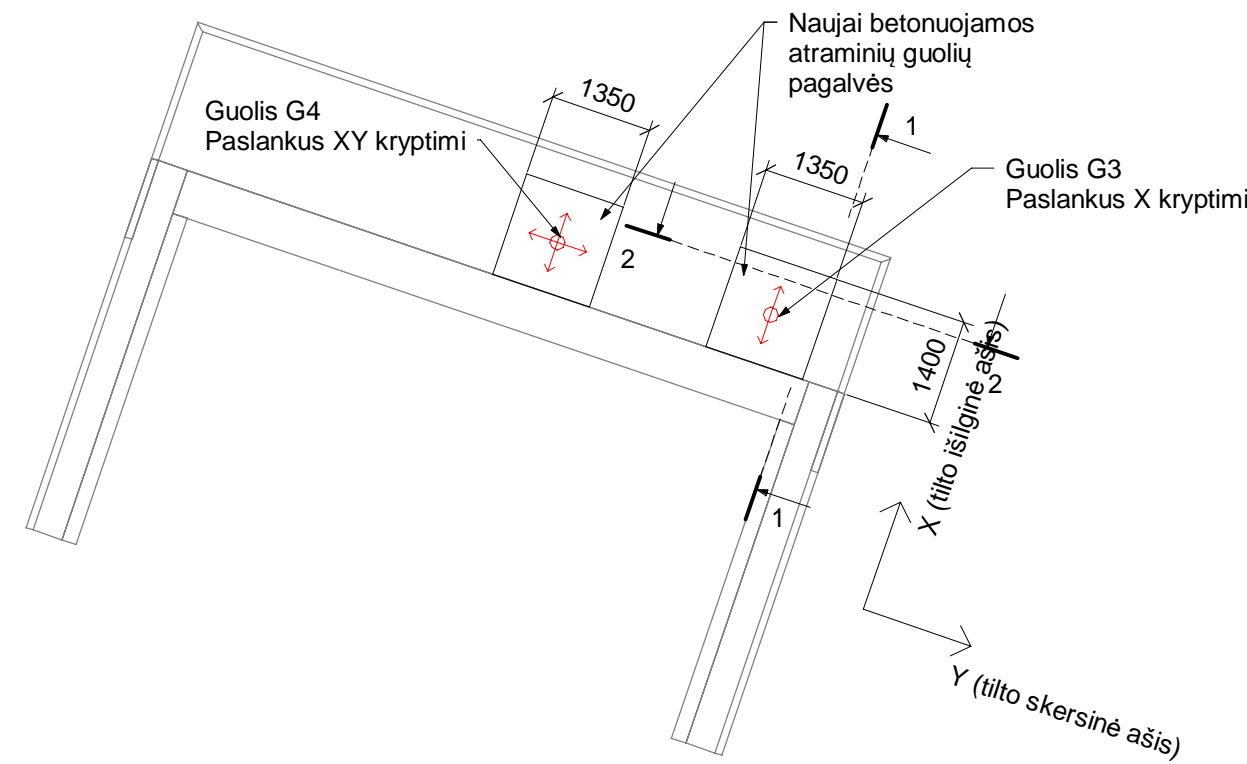 Naujai betonuojamos
atraminių guolių
pagalvės
Guolis G4
Paslankus XY kryptimi
1350
1
1350
Guolis G3
Paslankus X kryptimi
2
1400
2
X (tilto išilginė ašis)
1
Y (tilto skersinė ašis)